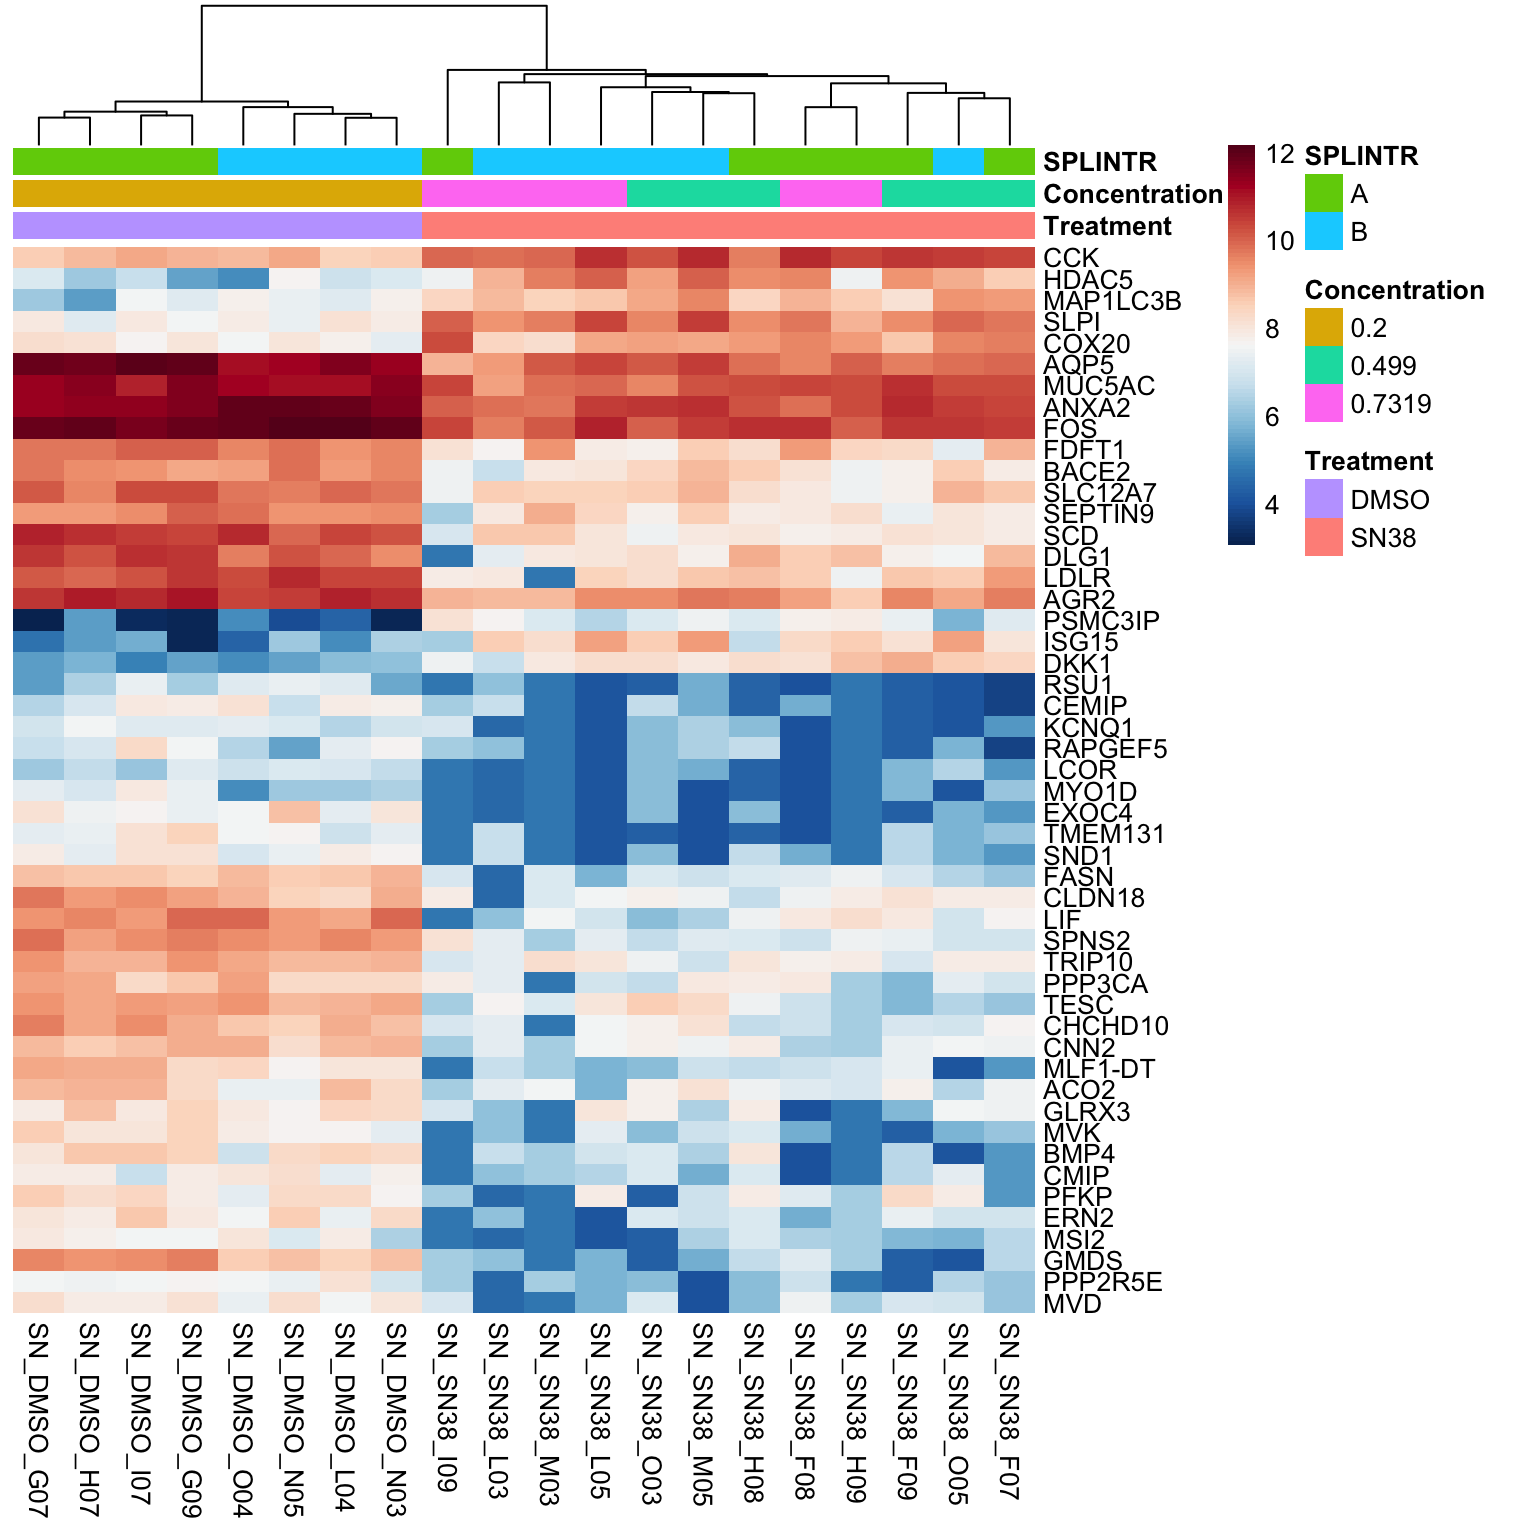 SPLINTR
Concentration
Treatment
CCK
HDAC5
MAP1LC3B
SLPI
COX20
AQP5
MUC5AC
ANXA2
FOS
FDFT1
BACE2
SLC12A7
SEPTIN9
SCD
DLG1
LDLR
AGR2
PSMC3IP
ISG15
DKK1
RSU1
CEMIP
KCNQ1
RAPGEF5
LCOR
MYO1D
EXOC4
TMEM131
SND1
FASN
CLDN18
LIF
SPNS2
TRIP10
PPP3CA
TESC
CHCHD10
CNN2
MLF1-DT
ACO2
GLRX3
MVK
BMP4
CMIP
PFKP
ERN2
MSI2
GMDS
PPP2R5E
MVD
SN_DMSO_G07
SN_DMSO_H07
SN_DMSO_I07
SN_DMSO_G09
SN_DMSO_O04
SN_DMSO_N05
SN_DMSO_L04
SN_DMSO_N03
SN_SN38_I09
SN_SN38_L03
SN_SN38_M03
SN_SN38_L05
SN_SN38_O03
SN_SN38_M05
SN_SN38_H08
SN_SN38_F08
SN_SN38_H09
SN_SN38_F09
SN_SN38_O05
SN_SN38_F07
12
10
8
6
4
SPLINTR
A
B
Concentration
0.2
0.499
0.7319
Treatment
DMSO
SN38